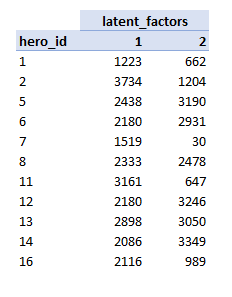 latent_factors
hero_id 1 2
1 1223 662
2 3734 1204
5 2438 3190
6 2180 2931
7 1519 30
8 2333 2478
11 3161 647
12 2180 3246
13 2898 3050
14 2086 3349
16 2116 989